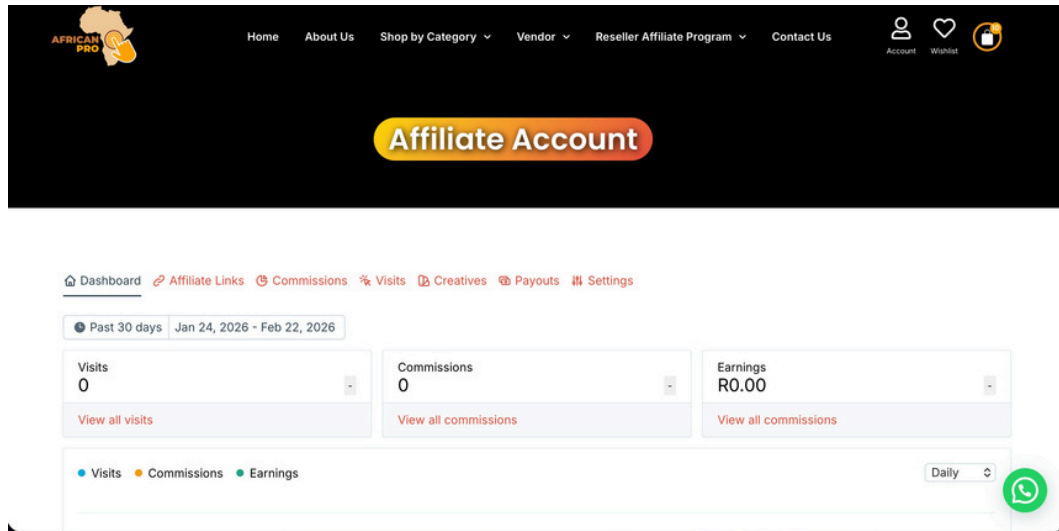 AFRICAN
PRO
Home About Us Shop by Category Vendor Reseller Affiliate Program Contact Us
Account Wishlist
Affiliate Account
Dashboard Affiliate Links Commissions Visits Creatives Payouts Settings
Past 30 days Jan 24, 2026 - Feb 22, 2026
Visits Commissions Earnings
0 - 0 - R0.00 -
View all visits View all commissions View all commissions
Visits Commissions Earnings Daily